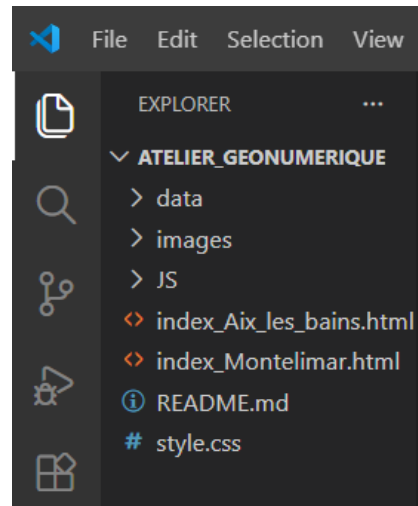 File Edit Selection View
EXPLORER ...
ATELIER_GEONUMERIQUE
data
images
JS
index_Aix_les_bains.html
index_Montelimar.html
README.md
style.css